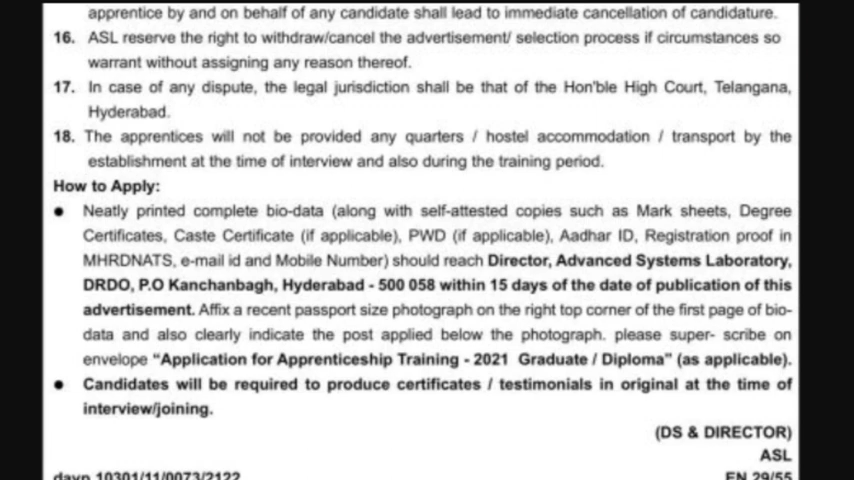 apprentice by and on behalf of any candidate shall lead to immediate cancellation of candidature.
16. ASL reserve the right to withdraw/cancel the advertisement/ selection process if circumstances so
warrant without assigning any reason thereof.
17. In case of any dispute, the legal jurisdiction shall be that of the Hon'ble High Court, Telangana,
Hyderabad.
18. The apprentices will not be provided any quarters / hostel accommodation / transport by the
establishment at the time of interview and also during the training period.
How to Apply:
● Neatly printed complete bio-data (along with self-attested copies such as Mark sheets, Degree
Certificates, Caste Certificate (if applicable), PWD (if applicable), Aadhar ID, Registration proof in
MHRDNATS, e-mail id and Mobile Number) should reach Director, Advanced Systems Laboratory,
DRDO, P.O Kanchanbagh, Hyderabad - 500 058 within 15 days of the date of publication of this
advertisement. Affix a recent passport size photograph on the right top corner of the first page of bio-
data and also clearly indicate the post applied below the photograph. please super- scribe on
envelope "Application for Apprenticeship Training - 2021 Graduate / Diploma" (as applicable).
● Candidates will be required to produce certificates / testimonials in original at the time of
interview/joining.
(DS & DIRECTOR)
ASL
davp 10301/11/0073/2122
EN 29/55